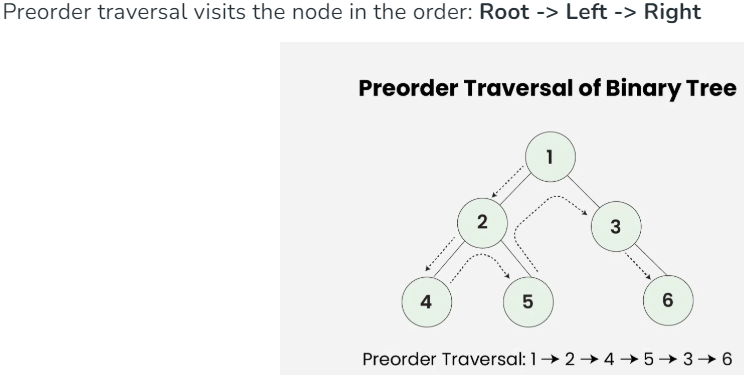 Preorder traversal visits the node in the order: Root -> Left -> Right
Preorder Traversal of Binary Tree
1
2
3
4
5
6
Preorder Traversal: 1 → 2 → 4 → 5 → 3 → 6